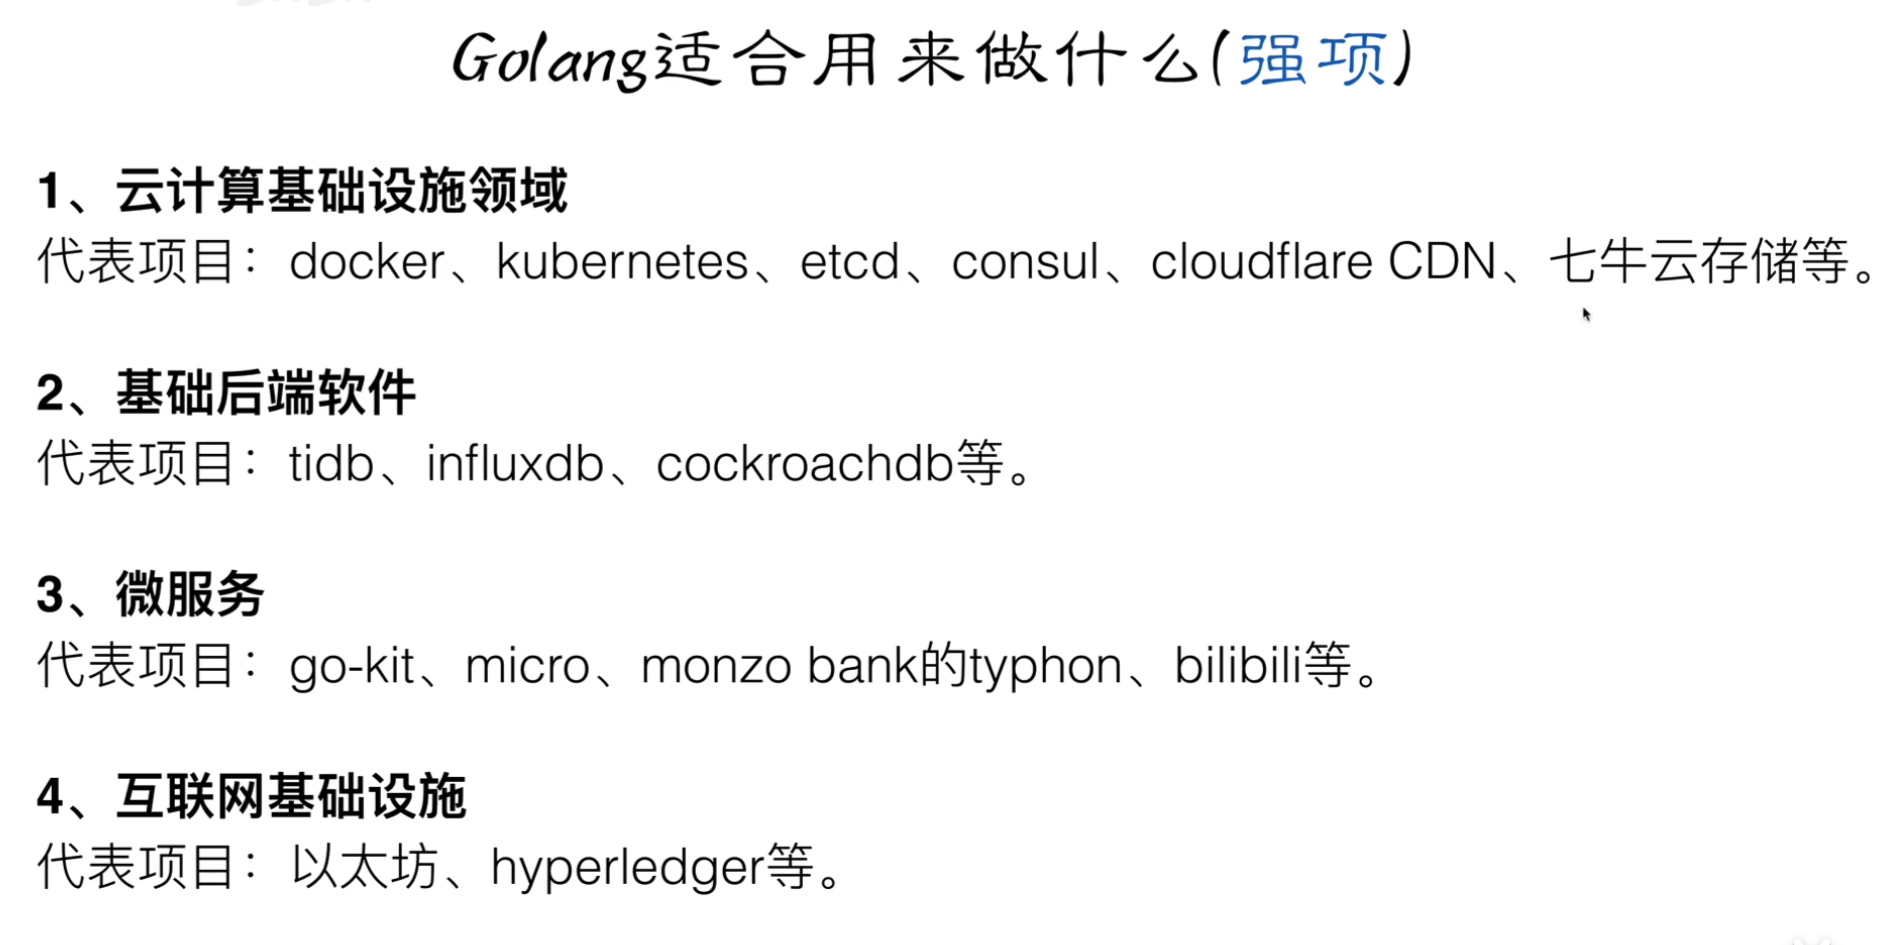 Golang适合用来做什么(强项)
1、云计算基础设施领域
代表项目：docker、kubernetes、etcd、consul、cloudflare CDN、七牛云存储等。
2、基础后端软件
代表项目：tidb、influxdb、cockroachdb等。
3、微服务
代表项目：go-kit、micro、monzo bank的typhon、bilibili等。
4、互联网基础设施
代表项目：以太坊、hyperledger等。